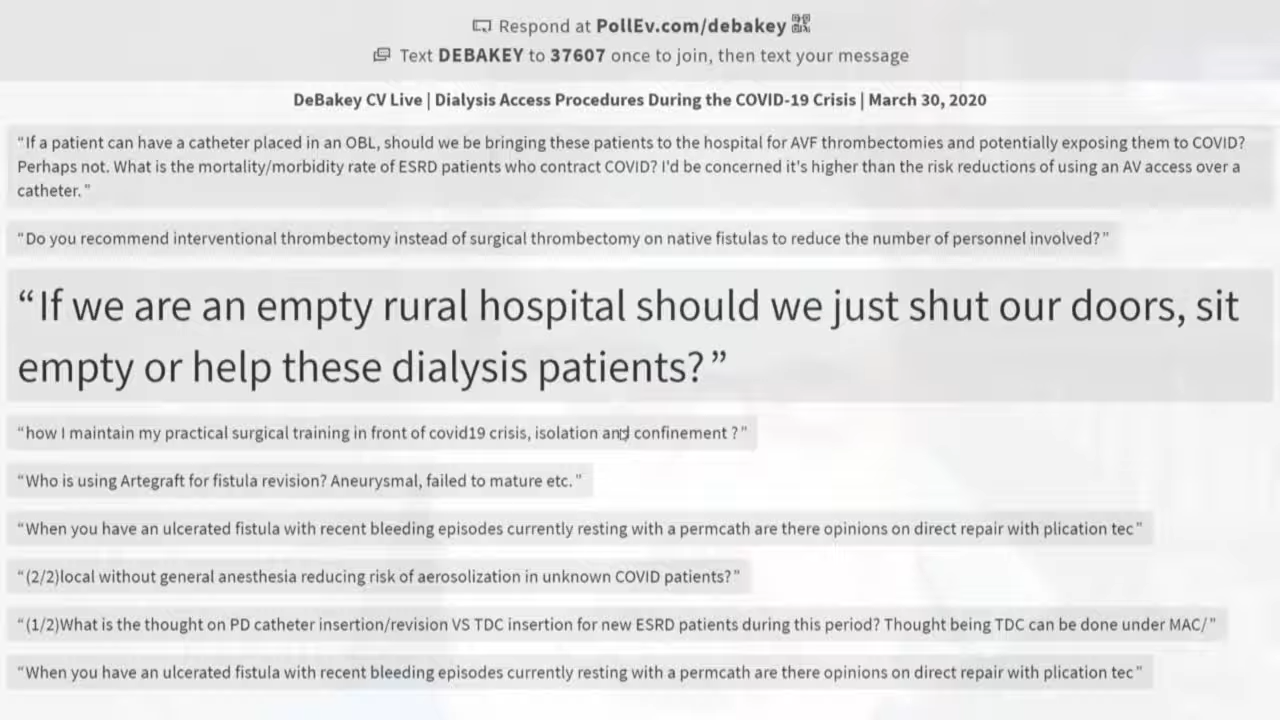 Respond at PollEv.com/debakey
Text DEBAKEY to 37607 once to join, then text your message
DeBakey CV Live | Dialysis Access Procedures During the COVID-19 Crisis | March 30, 2020
“If a patient can have a catheter placed in an OBL, should we be bringing these patients to the hospital for AVF thrombectomies and potentially exposing them to COVID?
Perhaps not. What is the mortality/morbidity rate of ESRD patients who contract COVID? I'd be concerned it's higher than the risk reductions of using an AV access over a
catheter.”
“Do you recommend interventional thrombectomy instead of surgical thrombectomy on native fistulas to reduce the number of personnel involved?”
“If we are an empty rural hospital should we just shut our doors, sit
empty or help these dialysis patients?”
“how I maintain my practical surgical training in front of covid19 crisis, isolation and confinement ?”
“Who is using Artegraft for fistula revision? Aneurysmal, failed to mature etc.”
“When you have an ulcerated fistula with recent bleeding episodes currently resting with a permcath are there opinions on direct repair with plication tec”
“(2/2)local without general anesthesia reducing risk of aerosolization in unknown COVID patients?”
“(1/2)What is the thought on PD catheter insertion/revision VS TDC insertion for new ESRD patients during this period? Thought being TDC can be done under MAC/”
“When you have an ulcerated fistula with recent bleeding episodes currently resting with a permcath are there opinions on direct repair with plication tec”